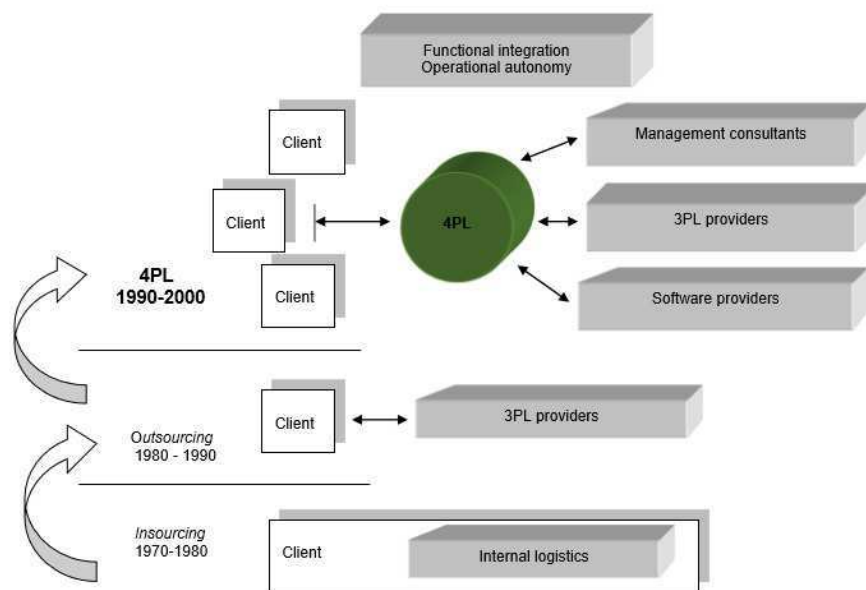 Functional integration
Operational autonomy
Client
Management consultants
Client
4PL
3PL providers
4PL
1990-2000
Client
Software providers
Client
3PL providers
Outsourcing
1980 - 1990
Insourcing
1970-1980
Client
Internal logistics